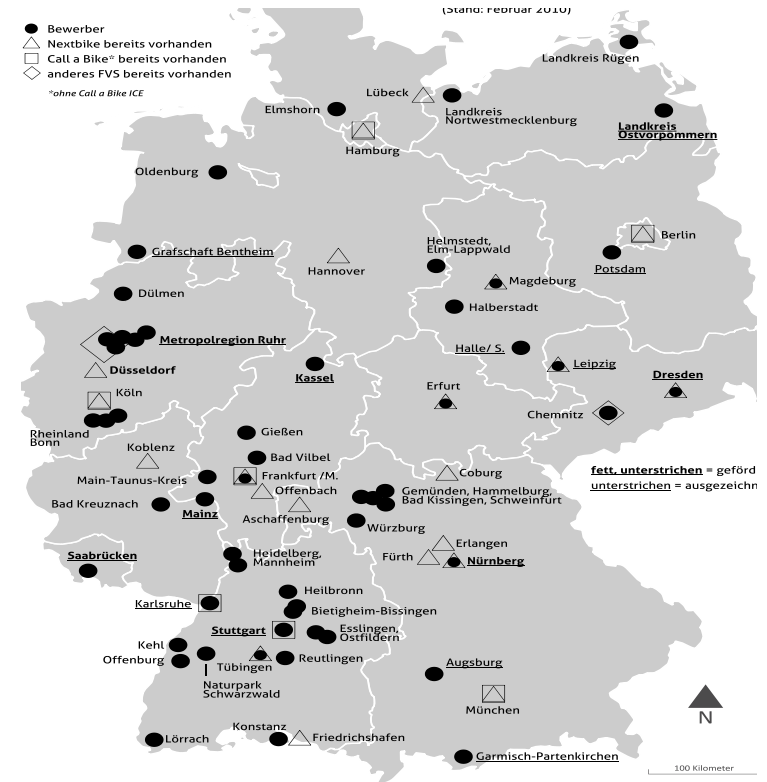 (Stand: Februar 2010)
Bewerber
Nextbike bereits vorhanden
Call a Bike* bereits vorhanden
anderes FVS bereits vorhanden
*ohne Call a Bike ICE
Landkreis Rügen
Lübeck
Elmshorn
Landkreis
Nortwestmecklenburg
Landkreis
Ostvorpommern
Hamburg
Oldenburg
Berlin
Grafschaft Bentheim
Helmstedt,
Elm-Lappwald
Hannover
Potsdam
Magdeburg
Dülmen
Halberstadt
Metropolregion Ruhr
Halle/ S.
Leipzig
Düsseldorf
Kassel
Dresden
Erfurt
Köln
Chemnitz
Rheinland
Bonn
Gießen
Koblenz
Bad Vilbel
Main-Taunus-Kreis
Frankfurt /M.
Coburg
fett, unterstrichen = geförd
unterstrichen = ausgezeichn
Offenbach
Gemünden, Hammelburg,
Bad Kissingen, Schweinfurt
Bad Kreuznach
Mainz
Aschaffenburg
Würzburg
Saabrücken
Heidelberg,
Mannheim
Erlangen
Fürth
Nürnberg
Karlsruhe
Heilbronn
Bietigheim-Bissingen
Stuttgart
Esslingen,
Ostfildern
Kehl
Offenburg
Tübingen
Reutlingen
Augsburg
Naturpark
Schwarzwald
München
N
Lörrach
Konstanz
Friedrichshafen
Garmisch-Partenkirchen
100 Kilometer